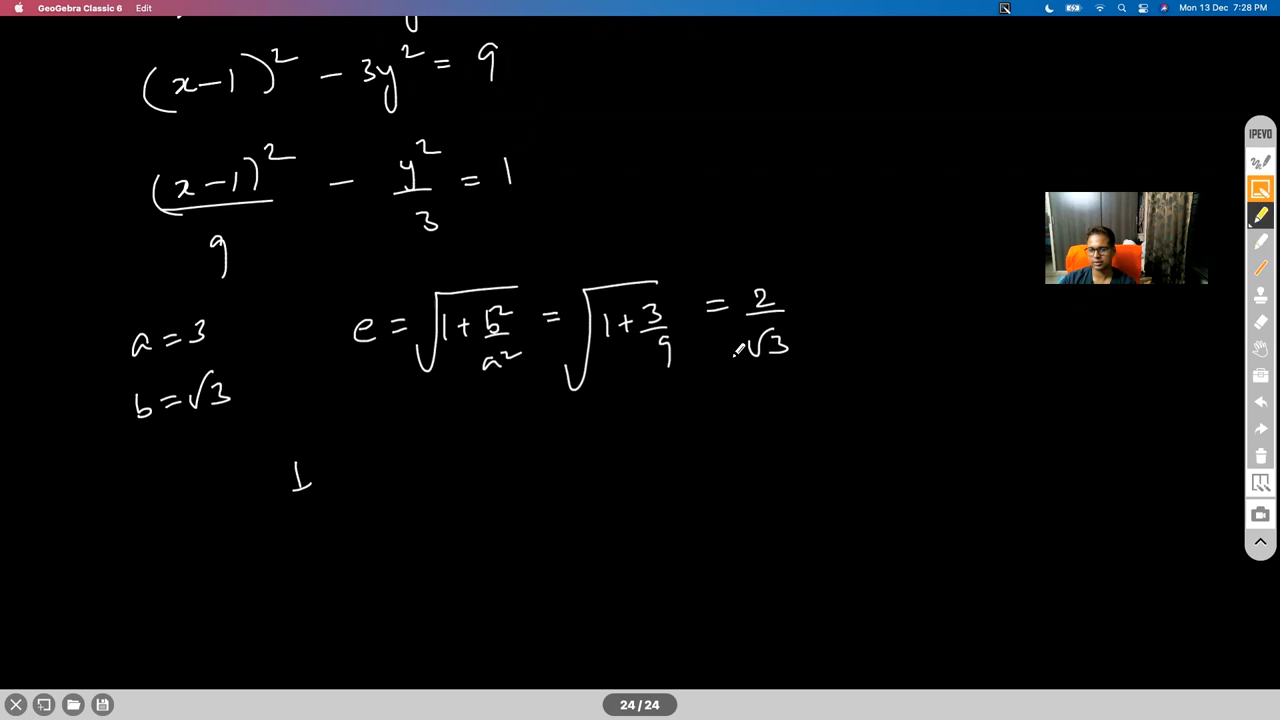 GeoGebra Classic 6 Edit Mon 13 Dec 7:28 PM
(x-1)² - 3y² = 9
IPEVO
(x-1)²/9 - y²/3 = 1
a = 3
e = √(1 + b²/a²) = √(1 + 3/9) = 2/√3
b = √3
1
24 / 24